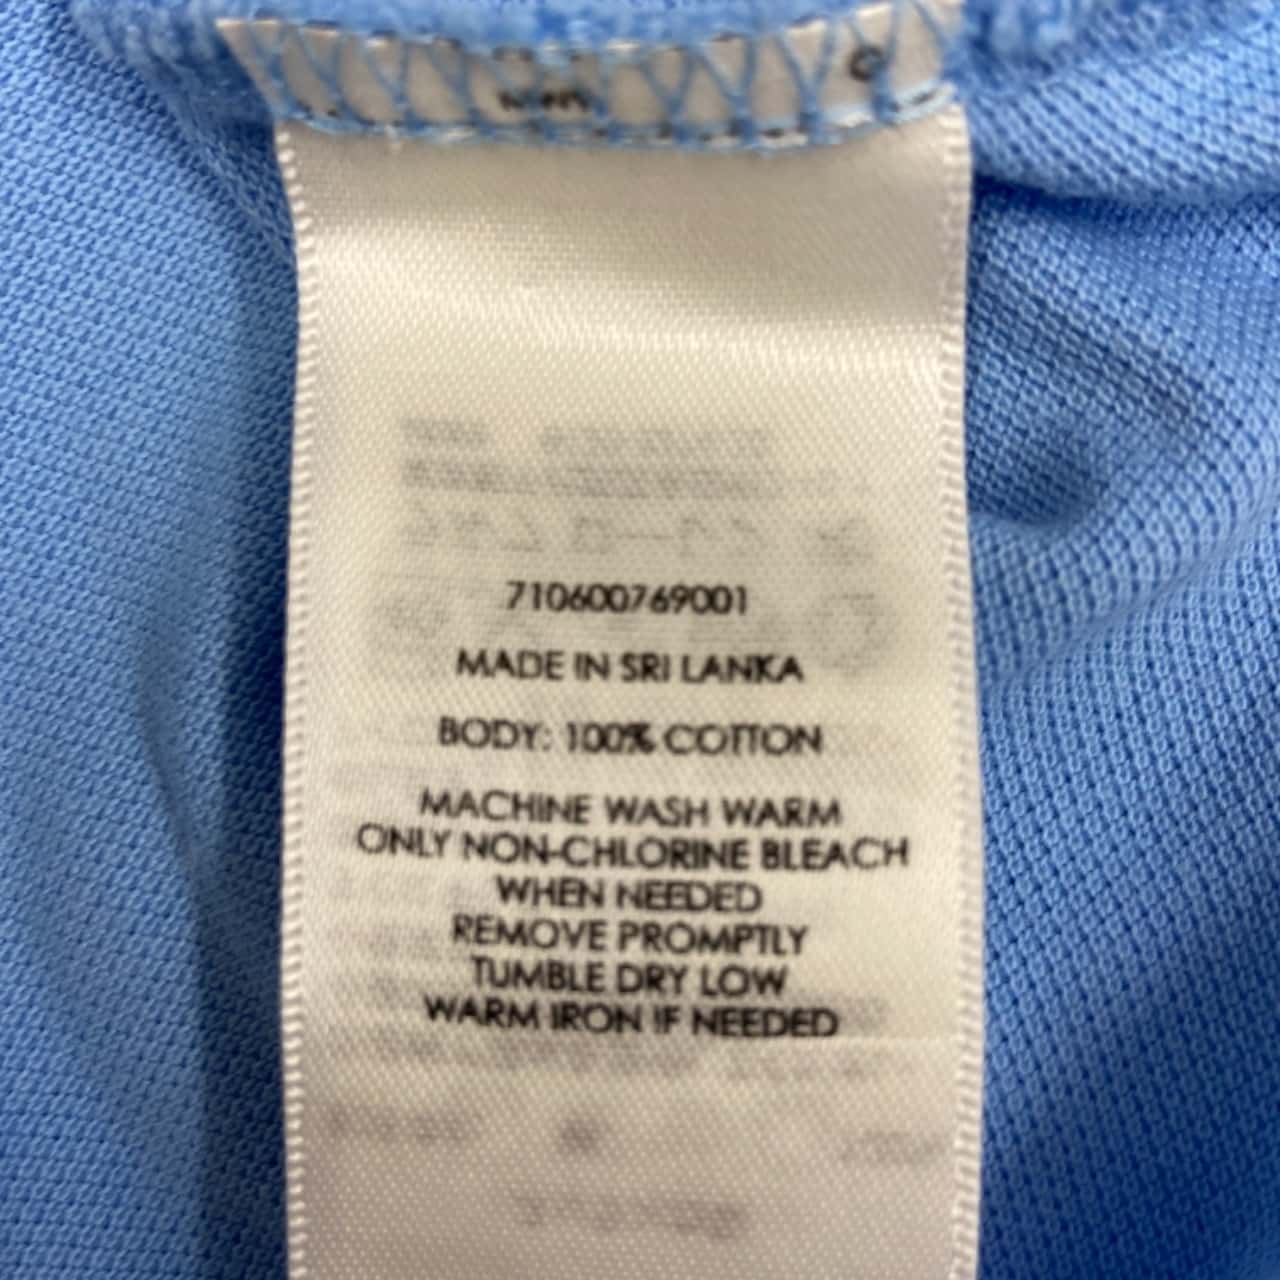 710600769001
MADE IN SRI LANKA
BODY: 100% COTTON
MACHINE WASH WARM
ONLY NON-CHLORINE BLEACH
WHEN NEEDED
REMOVE PROMPTLY
TUMBLE DRY LOW
WARM IRON IF NEEDED